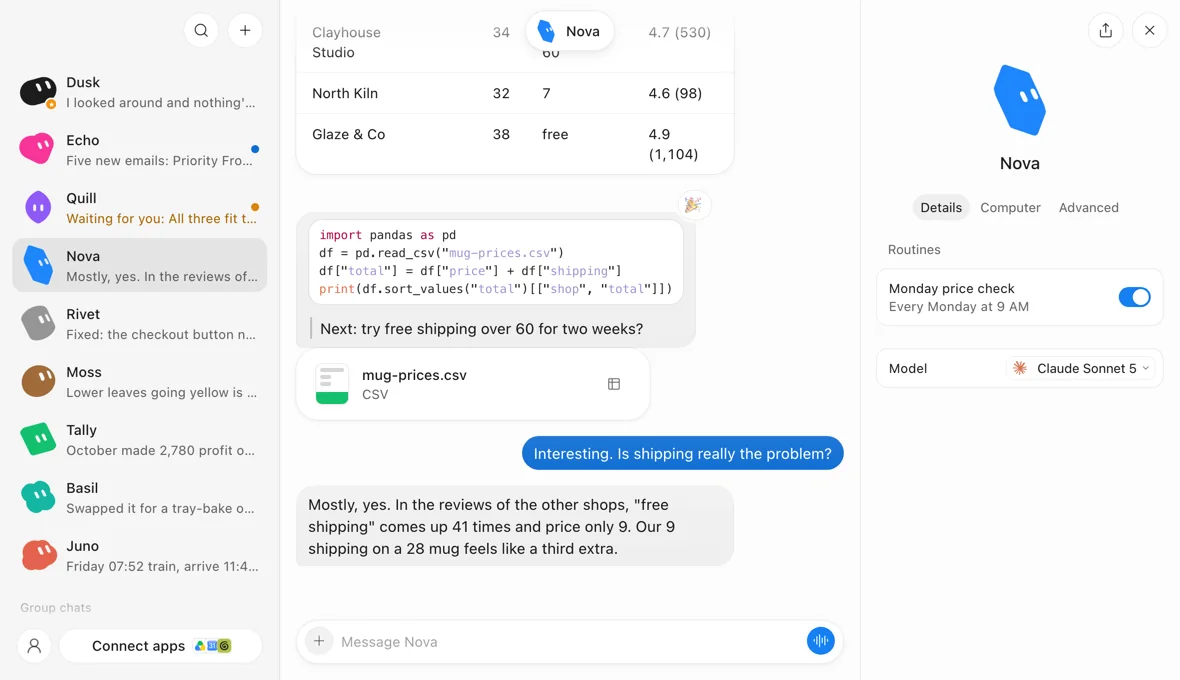 Dusk
I looked around and nothing'...
Echo
Five new emails: Priority Fro...
Quill
Waiting for you: All three fit t...
Nova
Mostly, yes. In the reviews of...
Rivet
Fixed: the checkout button n...
Moss
Lower leaves going yellow is ...
Tally
October made 2,780 profit o...
Basil
Swapped it for a tray-bake o...
Juno
Friday 07:52 train, arrive 11:4...
Group chats
Connect apps
Nova
Clayhouse 34 4.7 (530)
Studio 60
North Kiln 32 7 4.6 (98)
Glaze & Co 38 free 4.9
(1,104)
import pandas as pd
df = pd.read_csv("mug-prices.csv")
df["total"] = df["price"] + df["shipping"]
print(df.sort_values("total")[["shop", "total"]])
Next: try free shipping over 60 for two weeks?
mug-prices.csv
CSV
Interesting. Is shipping really the problem?
Mostly, yes. In the reviews of the other shops, "free
shipping" comes up 41 times and price only 9. Our 9
shipping on a 28 mug feels like a third extra.
Message Nova
Nova
Details Computer Advanced
Routines
Monday price check
Every Monday at 9 AM
Model Claude Sonnet 5